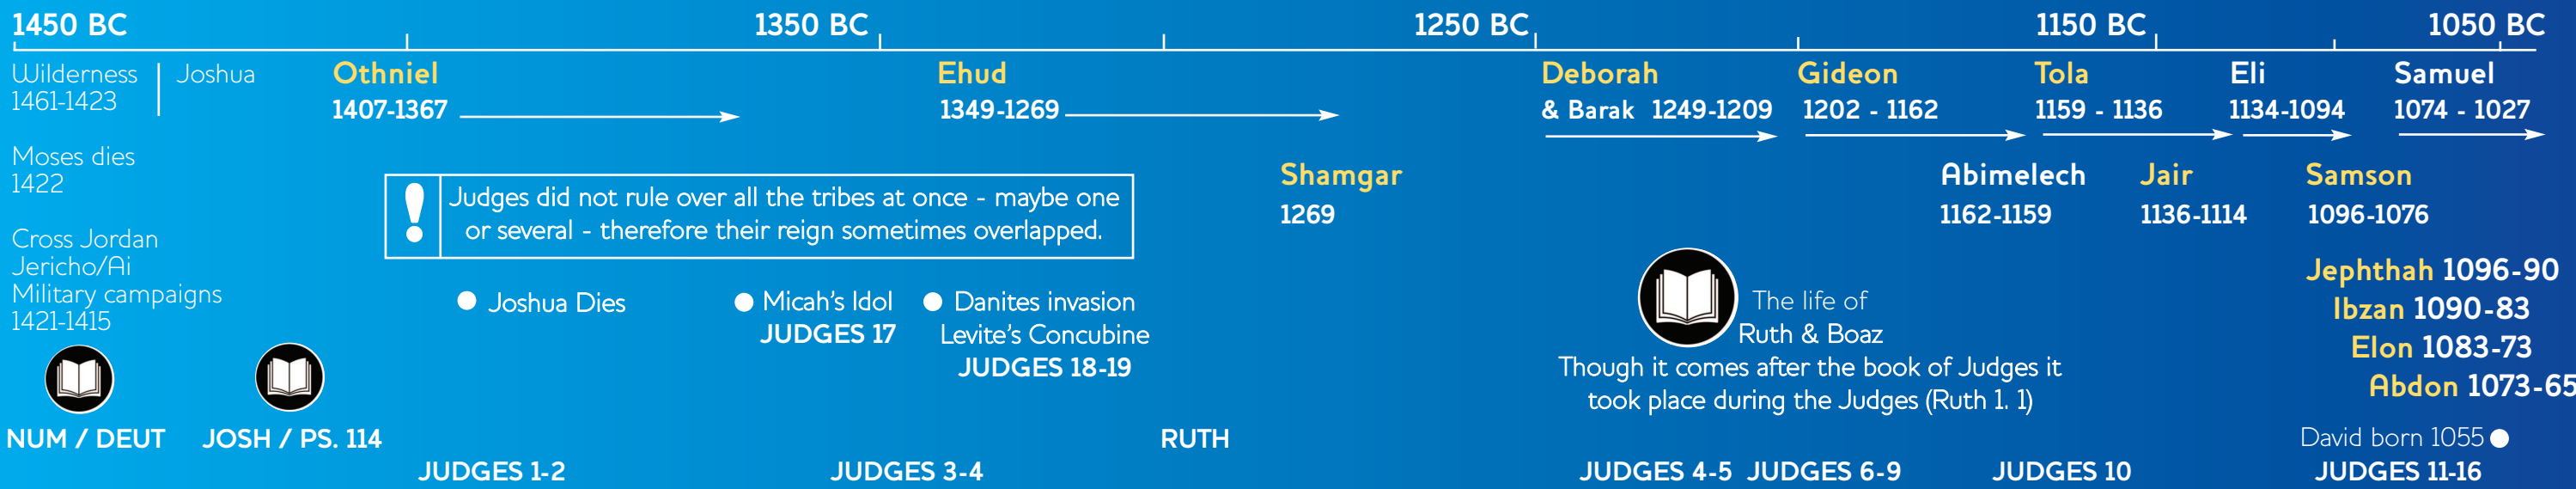 1450 BC
1350 BC
1250 BC
1150 BC
1050 BC
Wilderness
1461-1423
Joshua
Othniel
1407-1367
Ehud
1349-1269
Deborah
& Barak 1249-1209
Gideon
1202 - 1162
Tola
1159 - 1136
Eli
1134-1094
Samuel
1074 - 1027
Moses dies
1422
Shamgar
1269
Abimelech
1162-1159
Jair
1136-1114
Samson
1096-1076
! Judges did not rule over all the tribes at once - maybe one
or several - therefore their reign sometimes overlapped.
Cross Jordan
Jericho/Ai
Military campaigns
1421-1415
Joshua Dies
Micah's Idol
JUDGES 17
Danites invasion
Levite's Concubine
JUDGES 18-19
The life of
Ruth & Boaz
Though it comes after the book of Judges it
took place during the Judges (Ruth 1. 1)
Jephthah 1096-90
Ibzan 1090-83
Elon 1083-73
Abdon 1073-65
NUM / DEUT
JOSH / PS. 114
RUTH
David born 1055
JUDGES 1-2
JUDGES 3-4
JUDGES 4-5
JUDGES 6-9
JUDGES 10
JUDGES 11-16